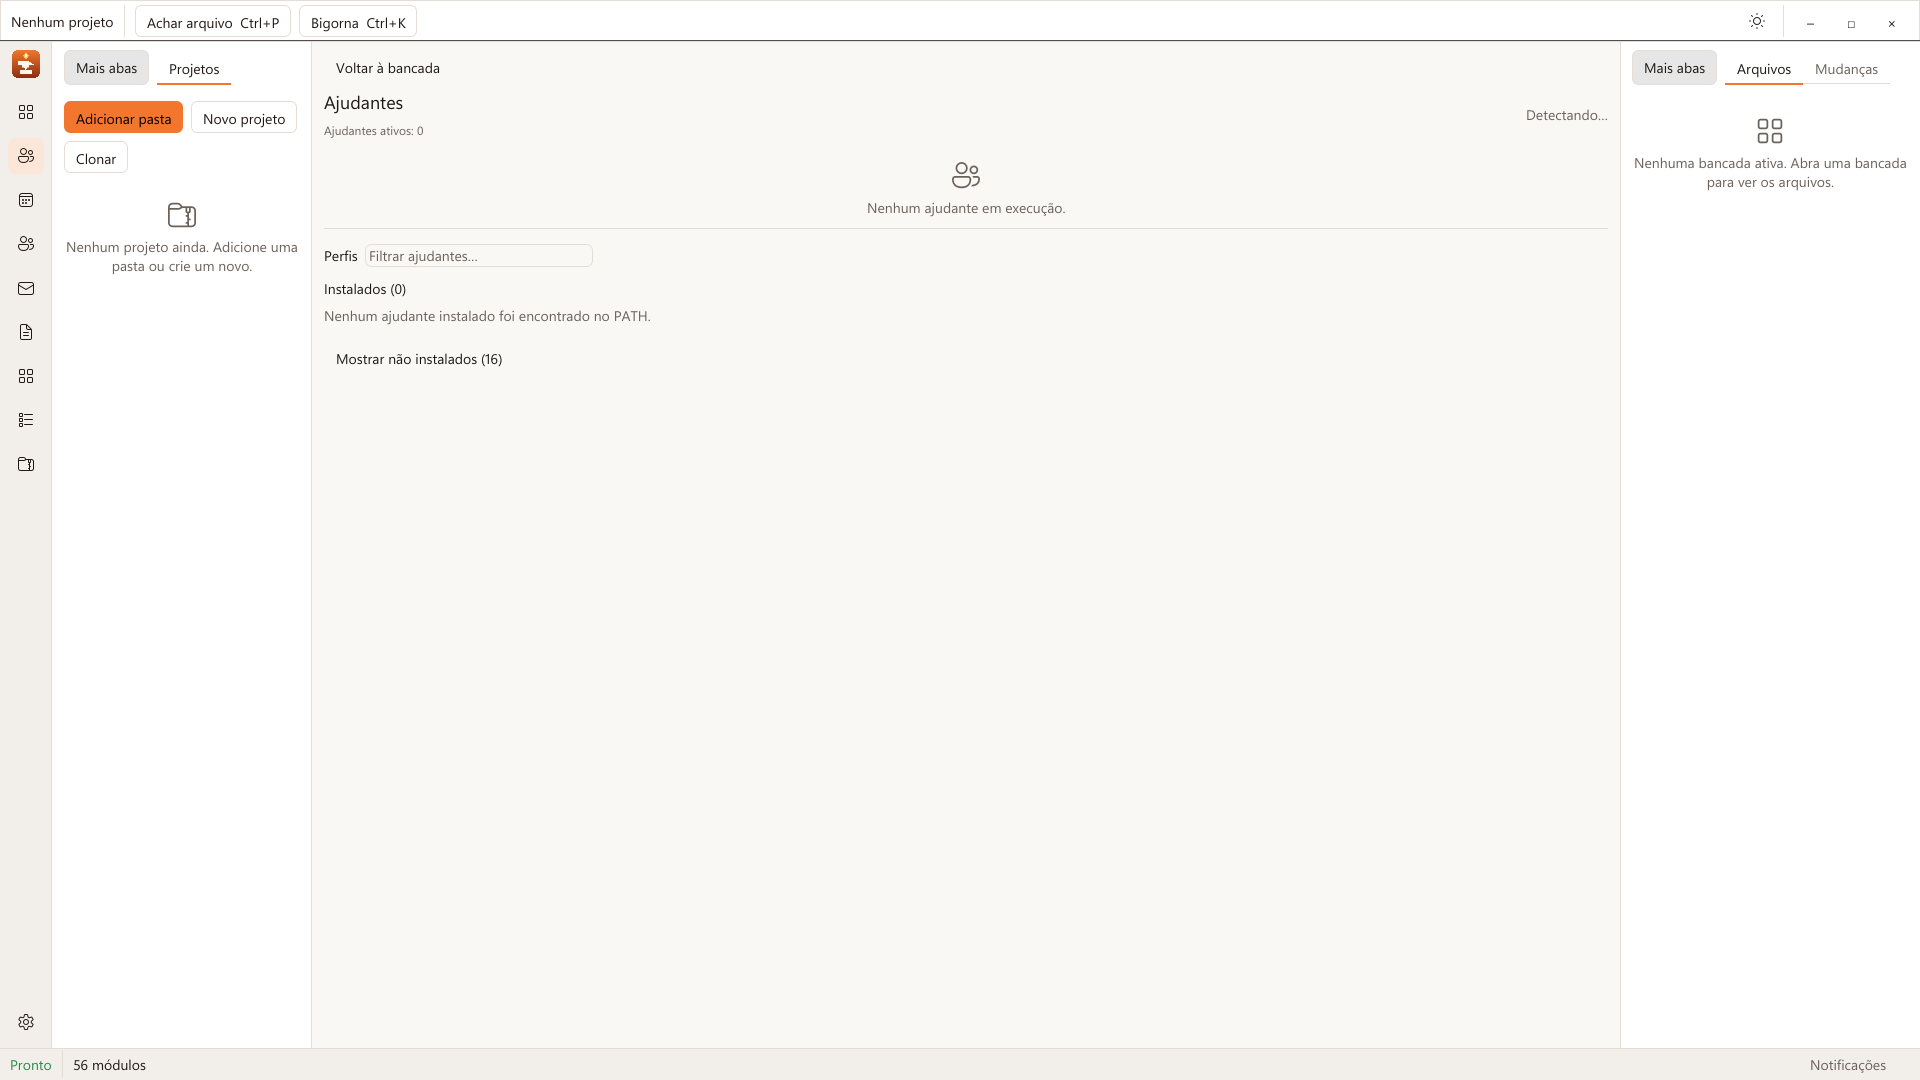 Nenhum projeto
Achar arquivo Ctrl+P
Bigorna Ctrl+K
Mais abas
Projetos
Adicionar pasta
Novo projeto
Clonar
Nenhum projeto ainda. Adicione uma
pasta ou crie um novo.
Voltar à bancada
Ajudantes
Ajudantes ativos: 0
Detectando...
Nenhum ajudante em execução.
Perfis
Filtrar ajudantes...
Instalados (0)
Nenhum ajudante instalado foi encontrado no PATH.
Mostrar não instalados (16)
Mais abas
Arquivos
Mudanças
Nenhuma bancada ativa. Abra uma bancada
para ver os arquivos.
Pronto
56 módulos
Notificações